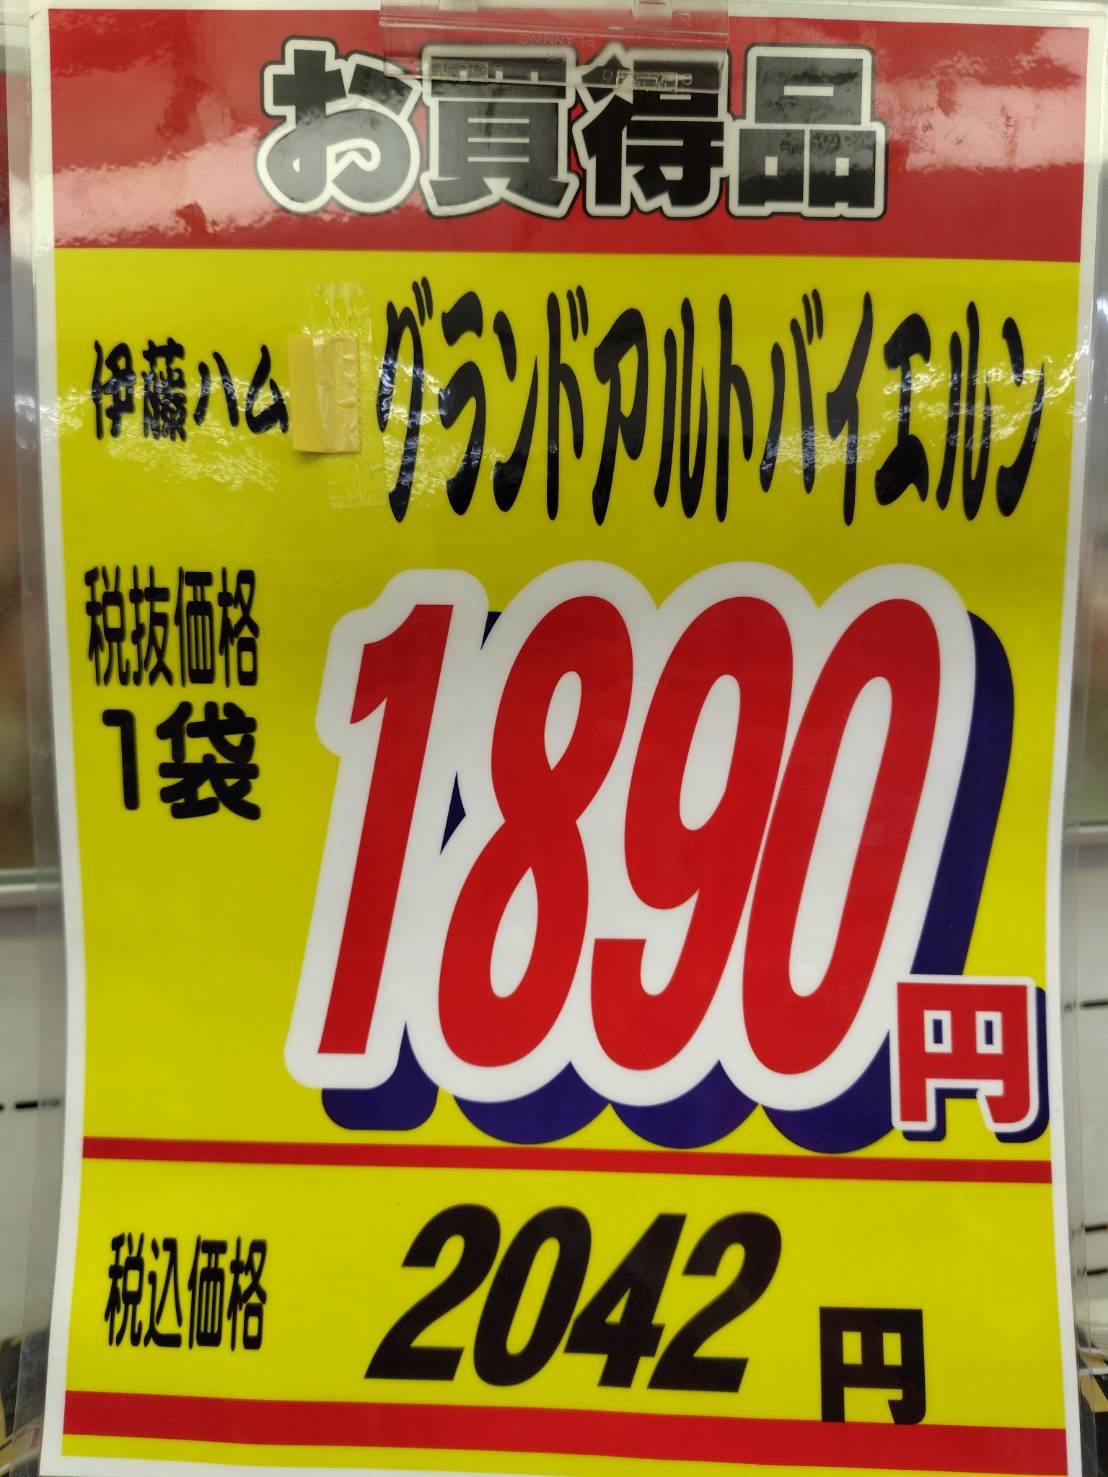 お買得品
伊藤ハム グランドアルトバイエルン
税抜価格
1袋
1890円
税込価格 2042円